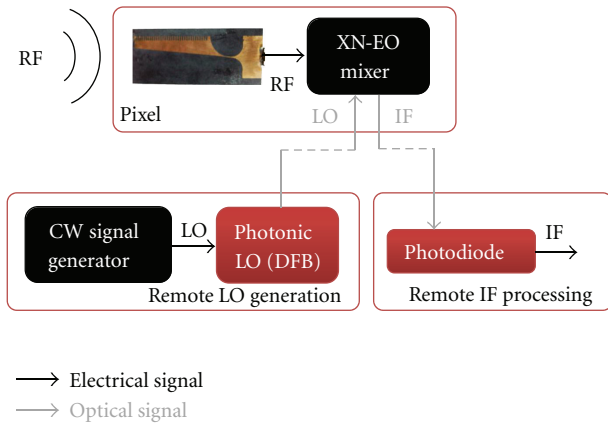 RF
RF
XN-EO
mixer
Pixel
LO
IF
CW signal
generator
LO
Photonic
LO (DFB)
Remote LO generation
Photodiode
IF
Remote IF processing
Electrical signal
Optical signal